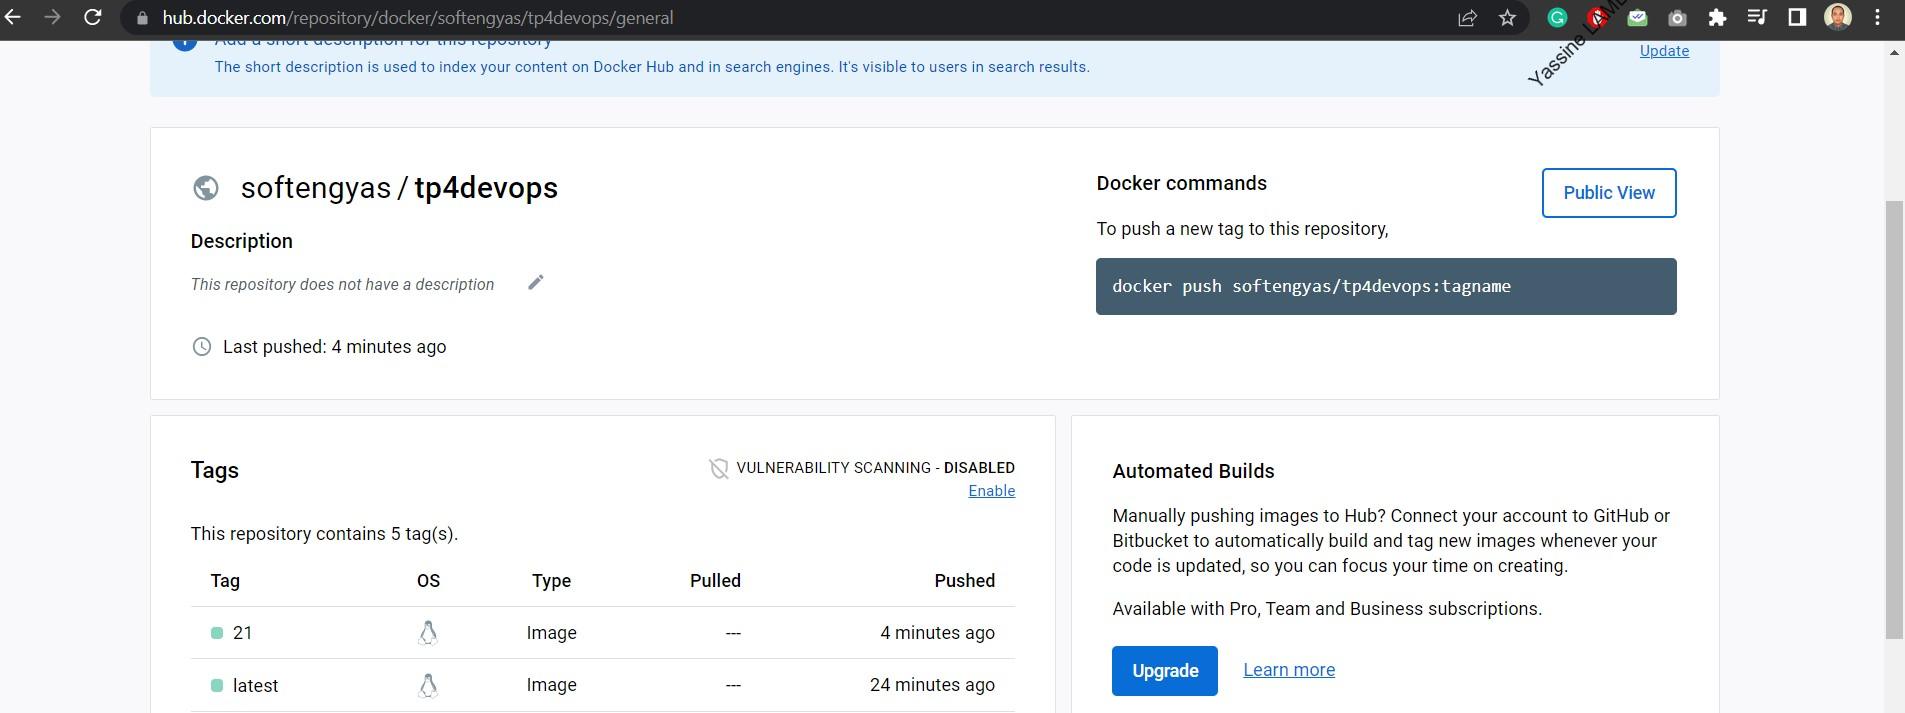 hub.docker.com/repository/docker/softengyas/tp4devops/general
Add a short description for this repository
The short description is used to index your content on Docker Hub and in search engines. It's visible to users in search results.
Update
Yassine
softengyas / tp4devops
Description
This repository does not have a description
Last pushed: 4 minutes ago
Docker commands
Public View
To push a new tag to this repository,
docker push softengyas/tp4devops:tagname
Tags
VULNERABILITY SCANNING - DISABLED
Enable
This repository contains 5 tag(s).
Tag OS Type Pulled Pushed
21 Image --- 4 minutes ago
latest Image --- 24 minutes ago
Automated Builds
Manually pushing images to Hub? Connect your account to GitHub or
Bitbucket to automatically build and tag new images whenever your
code is updated, so you can focus your time on creating.
Available with Pro, Team and Business subscriptions.
Upgrade
Learn more